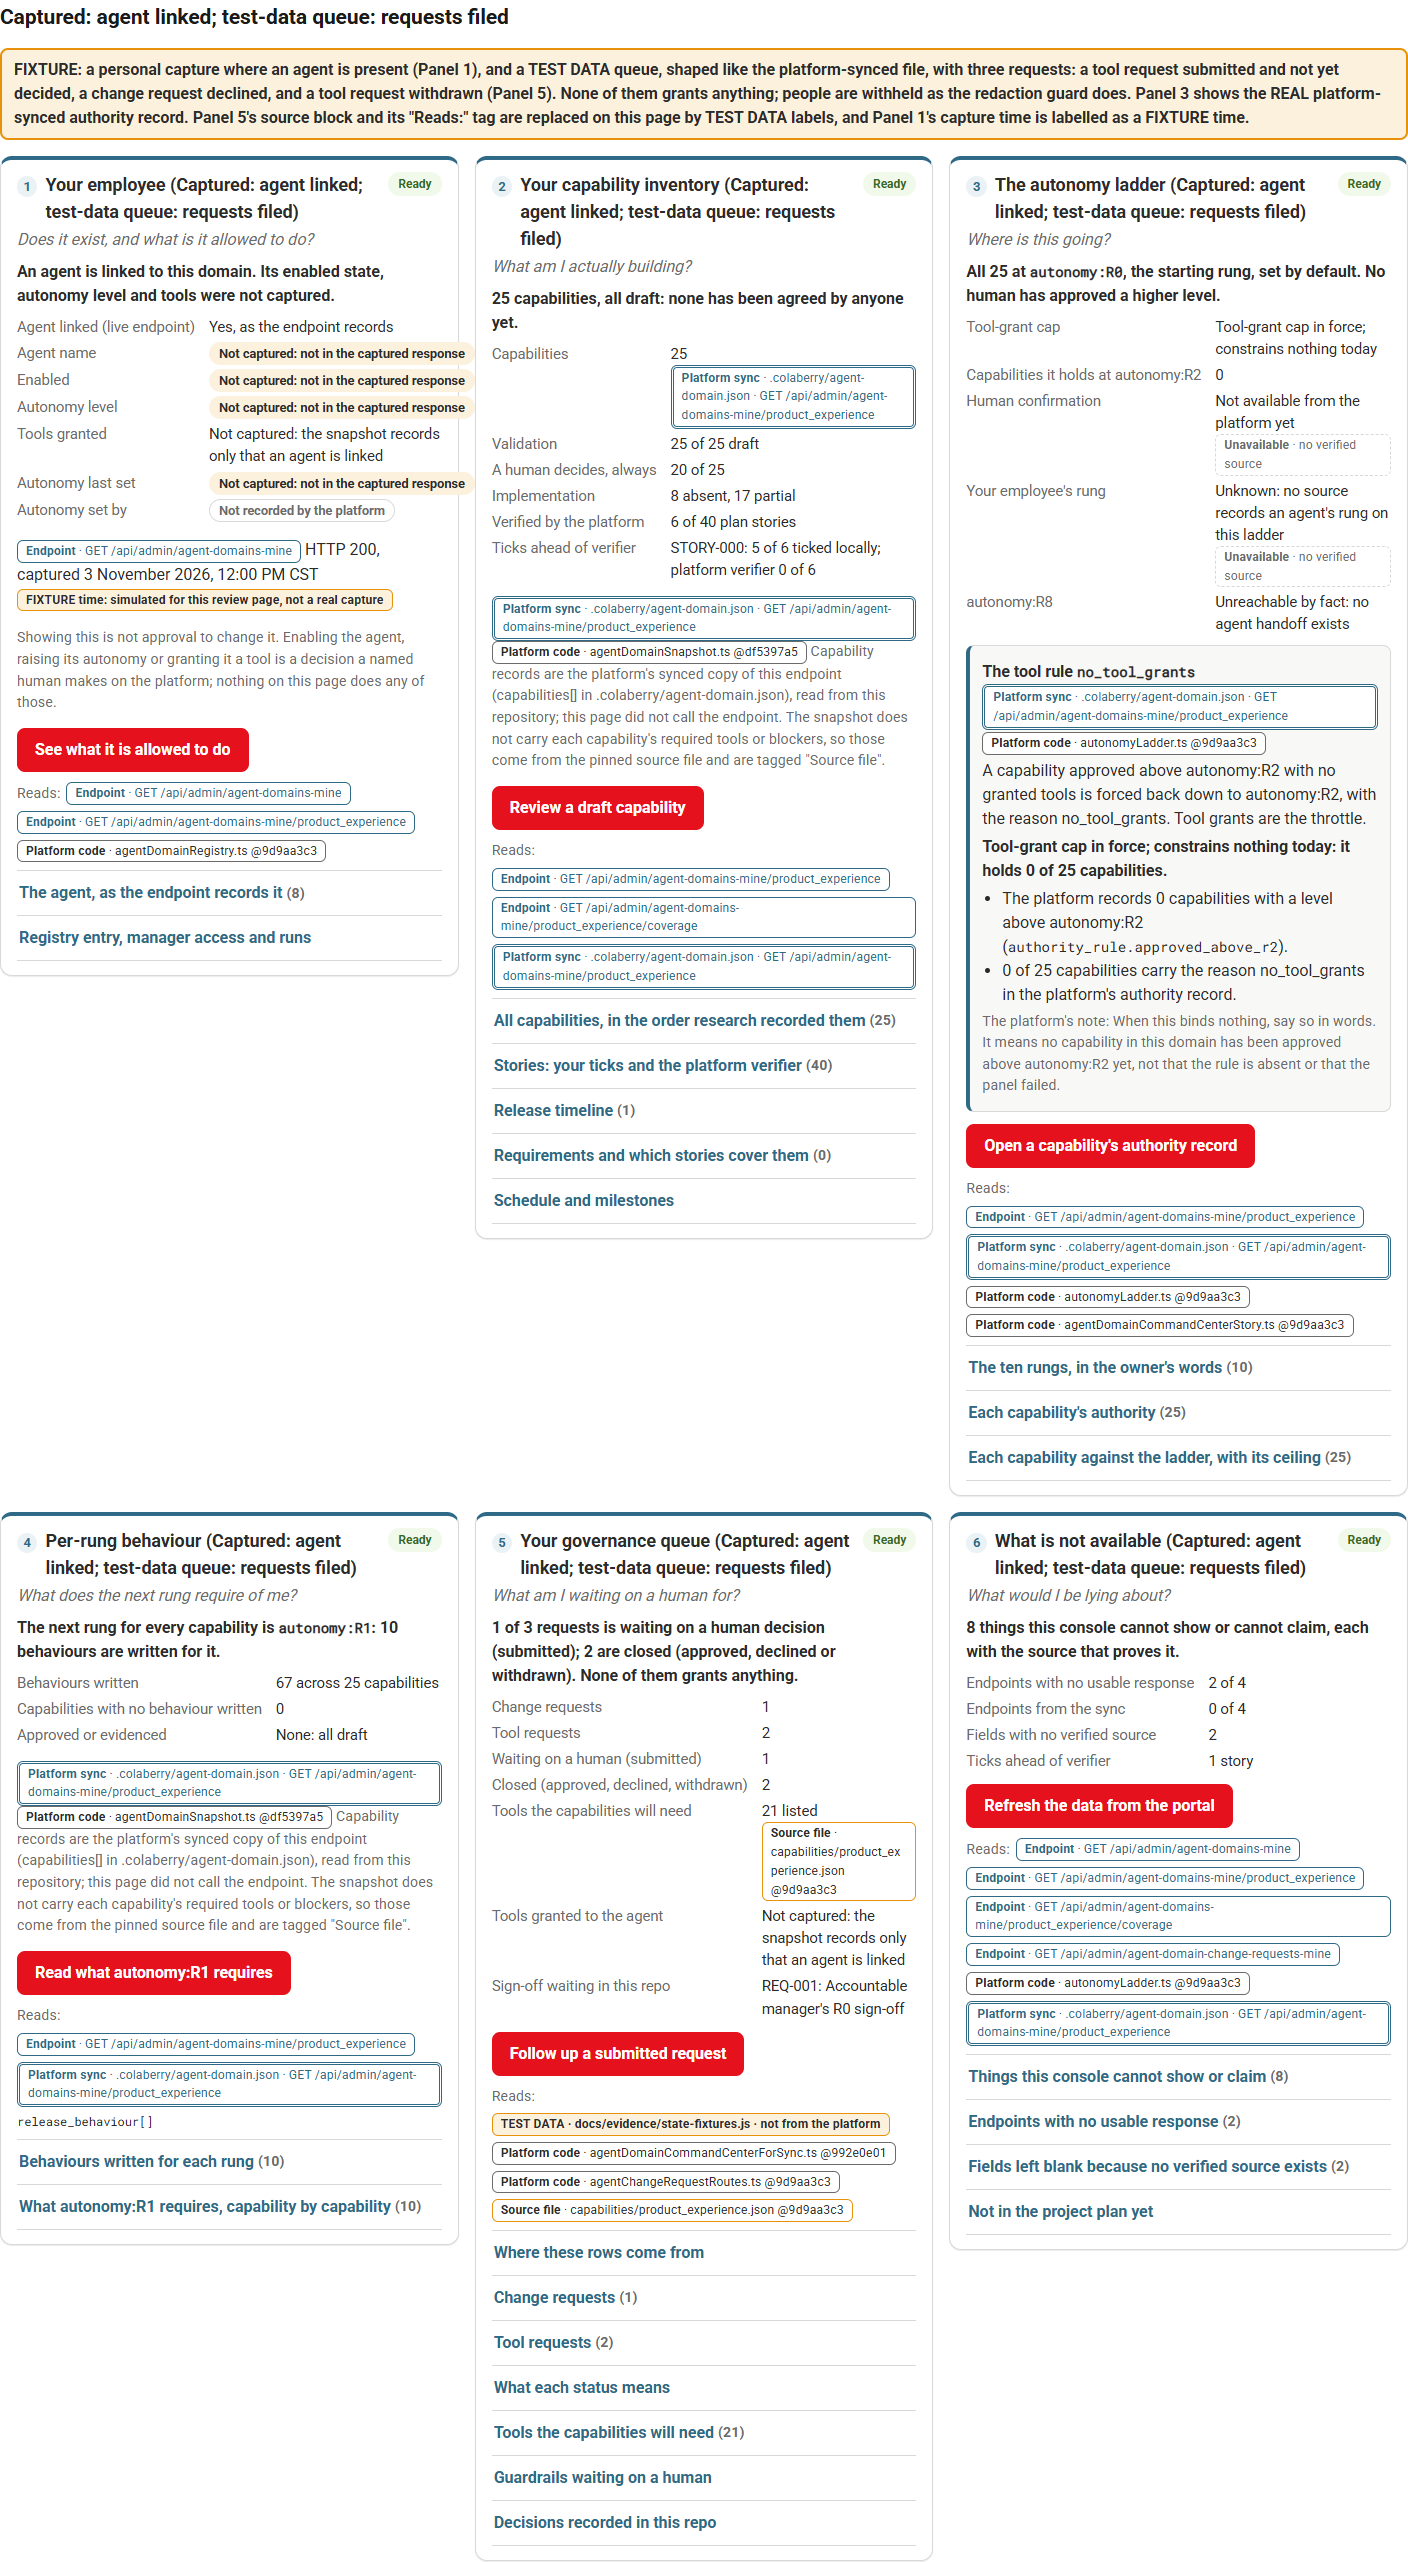 Captured: agent linked; test-data queue: requests filed
FIXTURE: a personal capture where an agent is present (Panel 1), and a TEST DATA queue, shaped like the platform-synced file, with three requests: a tool request submitted and not yet
decided, a change request declined, and a tool request withdrawn (Panel 5). None of them grants anything; people are withheld as the redaction guard does. Panel 3 shows the REAL platform-
synced authority record. Panel 5's source block and its "Reads:" tag are replaced on this page by TEST DATA labels, and Panel 1's capture time is labelled as a FIXTURE time.
1 Your employee (Captured: agent linked; Ready
test-data queue: requests filed)
Does it exist, and what is it allowed to do?
An agent is linked to this domain. Its enabled state,
autonomy level and tools were not captured.
Agent linked (live endpoint) Yes, as the endpoint records
Agent name Not captured: not in the captured response
Enabled Not captured: not in the captured response
Autonomy level Not captured: not in the captured response
Tools granted Not captured: the snapshot records
only that an agent is linked
Autonomy last set Not captured: not in the captured response
Autonomy set by Not recorded by the platform
Endpoint · GET /api/admin/agent-domains-mine HTTP 200,
captured 3 November 2026, 12:00 PM CST
FIXTURE time: simulated for this review page, not a real capture
Showing this is not approval to change it. Enabling the agent,
raising its autonomy or granting it a tool is a decision a named
human makes on the platform; nothing on this page does any of
those.
See what it is allowed to do
Reads: Endpoint · GET /api/admin/agent-domains-mine
Endpoint · GET /api/admin/agent-domains-mine/product_experience
Platform code · agentDomainRegistry.ts @9d9aa3c3
The agent, as the endpoint records it (8)
Registry entry, manager access and runs
2 Your capability inventory (Captured: Ready
agent linked; test-data queue: requests
filed)
What am I actually building?
25 capabilities, all draft: none has been agreed by anyone
yet.
Capabilities 25
Platform sync · .colaberry/agent-
domain.json · GET /api/admin/agent-
domains-mine/product_experience
Validation 25 of 25 draft
A human decides, always 20 of 25
Implementation 8 absent, 17 partial
Verified by the platform 6 of 40 plan stories
Ticks ahead of verifier STORY-000: 5 of 6 ticked locally;
platform verifier 0 of 6
Platform sync · .colaberry/agent-domain.json · GET /api/admin/agent-
domains-mine/product_experience
Platform code · agentDomainSnapshot.ts @df5397a5 Capability
records are the platform's synced copy of this endpoint
(capabilities[] in .colaberry/agent-domain.json), read from this
repository; this page did not call the endpoint. The snapshot does
not carry each capability's required tools or blockers, so those
come from the pinned source file and are tagged "Source file".
Review a draft capability
Reads:
Endpoint · GET /api/admin/agent-domains-mine/product_experience
Endpoint · GET /api/admin/agent-domains-
mine/product_experience/coverage
Platform sync · .colaberry/agent-domain.json · GET /api/admin/agent-
domains-mine/product_experience
All capabilities, in the order research recorded them (25)
Stories: your ticks and the platform verifier (40)
Release timeline (1)
Requirements and which stories cover them (0)
Schedule and milestones
3 The autonomy ladder (Captured: agent Ready
linked; test-data queue: requests filed)
Where is this going?
All 25 at autonomy:R0, the starting rung, set by default. No
human has approved a higher level.
Tool-grant cap Tool-grant cap in force;
constrains nothing today
Capabilities it holds at autonomy:R2 0
Human confirmation Not available from the
platform yet
Unavailable · no verified
source
Your employee's rung Unknown: no source
records an agent's rung on
this ladder
Unavailable · no verified
source
autonomy:R8 Unreachable by fact: no
agent handoff exists
The tool rule no_tool_grants
Platform sync · .colaberry/agent-domain.json · GET
/api/admin/agent-domains-mine/product_experience
Platform code · autonomyLadder.ts @9d9aa3c3
A capability approved above autonomy:R2 with no
granted tools is forced back down to autonomy:R2, with
the reason no_tool_grants. Tool grants are the throttle.
Tool-grant cap in force; constrains nothing today: it
holds 0 of 25 capabilities.
• The platform records 0 capabilities with a level
above autonomy:R2
(authority_rule.approved_above_r2).
• 0 of 25 capabilities carry the reason no_tool_grants
in the platform's authority record.
The platform's note: When this binds nothing, say so in words.
It means no capability in this domain has been approved
above autonomy:R2 yet, not that the rule is absent or that the
panel failed.
Open a capability's authority record
Reads:
Endpoint · GET /api/admin/agent-domains-mine/product_experience
Platform sync · .colaberry/agent-domain.json · GET /api/admin/agent-
domains-mine/product_experience
Platform code · autonomyLadder.ts @9d9aa3c3
Platform code · agentDomainCommandCenterStory.ts @9d9aa3c3
The ten rungs, in the owner's words (10)
Each capability's authority (25)
Each capability against the ladder, with its ceiling (25)
4 Per-rung behaviour (Captured: agent Ready
linked; test-data queue: requests filed)
What does the next rung require of me?
The next rung for every capability is autonomy:R1: 10
behaviours are written for it.
Behaviours written 67 across 25 capabilities
Capabilities with no behaviour written 0
Approved or evidenced None: all draft
Platform sync · .colaberry/agent-domain.json · GET /api/admin/agent-
domains-mine/product_experience
Platform code · agentDomainSnapshot.ts @df5397a5 Capability
records are the platform's synced copy of this endpoint
(capabilities[] in .colaberry/agent-domain.json), read from this
repository; this page did not call the endpoint. The snapshot does
not carry each capability's required tools or blockers, so those
come from the pinned source file and are tagged "Source file".
Read what autonomy:R1 requires
Reads:
Endpoint · GET /api/admin/agent-domains-mine/product_experience
Platform sync · .colaberry/agent-domain.json · GET /api/admin/agent-
domains-mine/product_experience
release_behaviour[]
Behaviours written for each rung (10)
What autonomy:R1 requires, capability by capability (10)
5 Your governance queue (Captured: agent Ready
linked; test-data queue: requests filed)
What am I waiting on a human for?
1 of 3 requests is waiting on a human decision
(submitted); 2 are closed (approved, declined or
withdrawn). None of them grants anything.
Change requests 1
Tool requests 2
Waiting on a human (submitted) 1
Closed (approved, declined, withdrawn) 2
Tools the capabilities will need 21 listed
Source file ·
capabilities/product_ex
perience.json
@9d9aa3c3
Tools granted to the agent Not captured: the
snapshot records only
that an agent is linked
Sign-off waiting in this repo REQ-001: Accountable
manager's R0 sign-off
Follow up a submitted request
Reads:
TEST DATA · docs/evidence/state-fixtures.js · not from the platform
Platform code · agentDomainCommandCenterForSync.ts @992e0e01
Platform code · agentChangeRequestRoutes.ts @9d9aa3c3
Source file · capabilities/product_experience.json @9d9aa3c3
Where these rows come from
Change requests (1)
Tool requests (2)
What each status means
Tools the capabilities will need (21)
Guardrails waiting on a human
Decisions recorded in this repo
6 What is not available (Captured: agent Ready
linked; test-data queue: requests filed)
What would I be lying about?
8 things this console cannot show or cannot claim, each
with the source that proves it.
Endpoints with no usable response 2 of 4
Endpoints from the sync 0 of 4
Fields with no verified source 2
Ticks ahead of verifier 1 story
Refresh the data from the portal
Reads: Endpoint · GET /api/admin/agent-domains-mine
Endpoint · GET /api/admin/agent-domains-mine/product_experience
Endpoint · GET /api/admin/agent-domains-
mine/product_experience/coverage
Endpoint · GET /api/admin/agent-domain-change-requests-mine
Platform code · autonomyLadder.ts @9d9aa3c3
Platform sync · .colaberry/agent-domain.json · GET /api/admin/agent-
domains-mine/product_experience
Things this console cannot show or claim (8)
Endpoints with no usable response (2)
Fields left blank because no verified source exists (2)
Not in the project plan yet